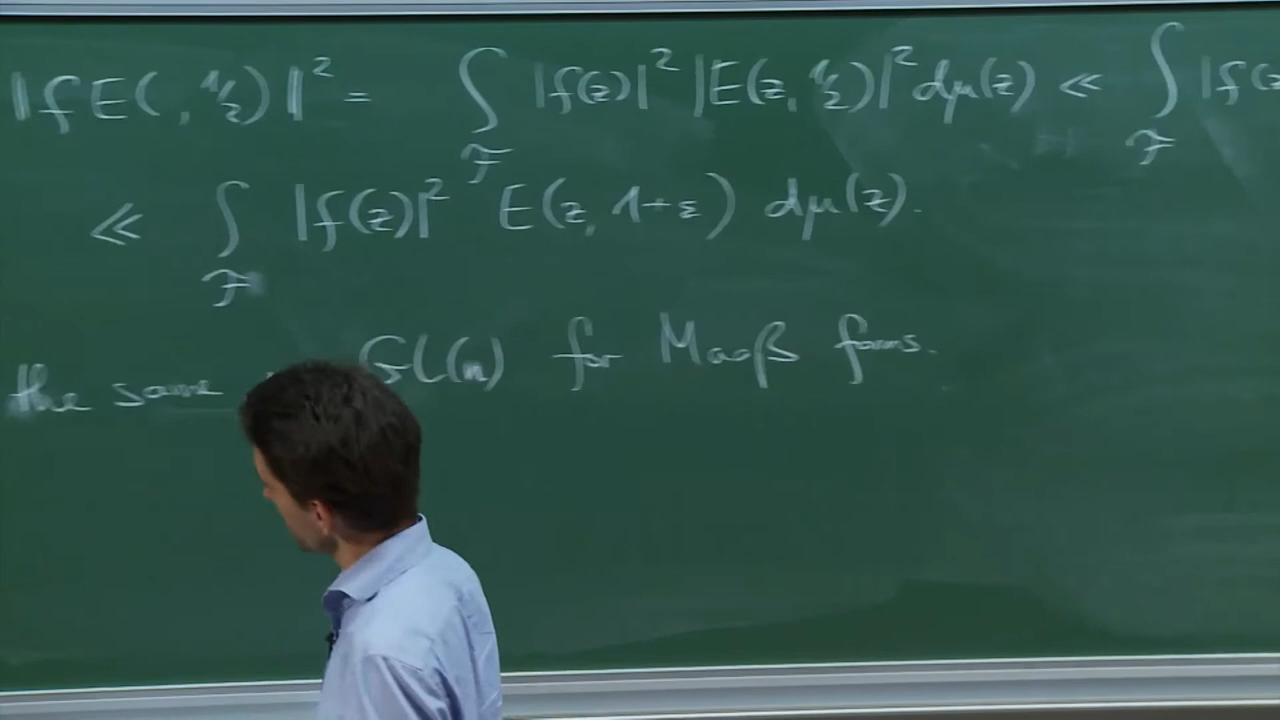 ‖f E( , 1/2)‖² = ∫_𝓕 |f(z)|² |E(z, 1/2)|² dμ(z) ≪ ∫_𝓕 |f(z
≪ ∫_𝓕 |f(z)|² E(z, 1+ε) dμ(z).
the same GL(n) for Maaß forms.